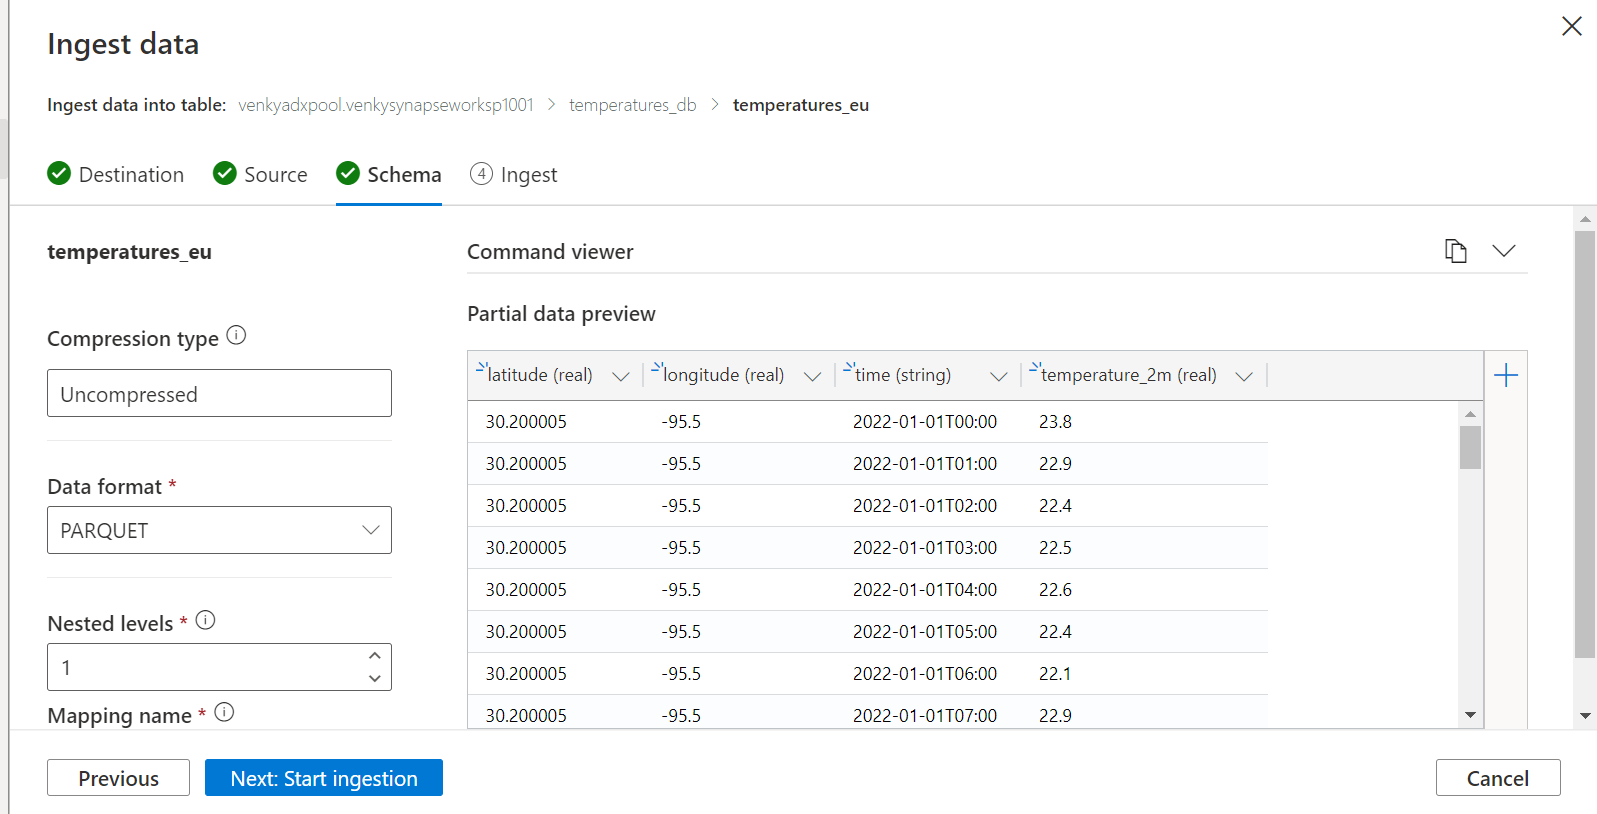 Ingest data
Ingest data into table: venkyadxpool.venkysynapseworksp1001 > temperatures_db > temperatures_eu
Destination Source Schema 4 Ingest
temperatures_eu
Compression type
Uncompressed
Data format *
PARQUET
Nested levels *
1
Mapping name *
Command viewer
Partial data preview
latitude (real) longitude (real) time (string) temperature_2m (real)
30.200005 -95.5 2022-01-01T00:00 23.8
30.200005 -95.5 2022-01-01T01:00 22.9
30.200005 -95.5 2022-01-01T02:00 22.4
30.200005 -95.5 2022-01-01T03:00 22.5
30.200005 -95.5 2022-01-01T04:00 22.6
30.200005 -95.5 2022-01-01T05:00 22.4
30.200005 -95.5 2022-01-01T06:00 22.1
30.200005 -95.5 2022-01-01T07:00 22.9
Previous Next: Start ingestion Cancel